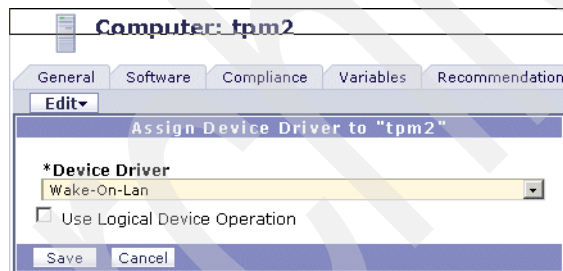 Computer: tpm2
General Software Compliance Variables Recommendation
Edit
Assign Device Driver to "tpm2"
*Device Driver
Wake-On-Lan
Use Logical Device Operation
Save Cancel